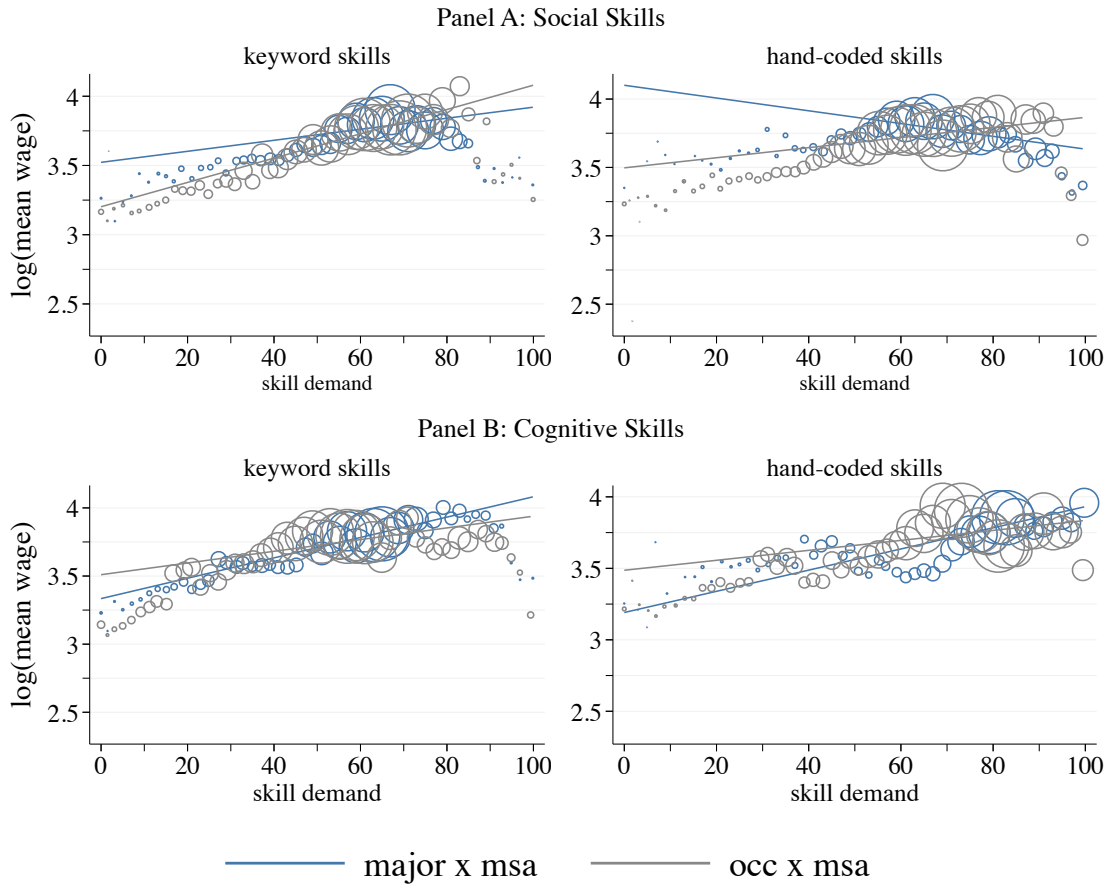 Panel A: Social Skills
keyword skills
hand-coded skills
log(mean wage)
4
3.5
3
2.5
0 20 40 60 80 100
skill demand
4
3.5
3
2.5
0 20 40 60 80 100
skill demand
Panel B: Cognitive Skills
keyword skills
hand-coded skills
log(mean wage)
4
3.5
3
2.5
0 20 40 60 80 100
skill demand
4
3.5
3
2.5
0 20 40 60 80 100
skill demand
major x msa
occ x msa